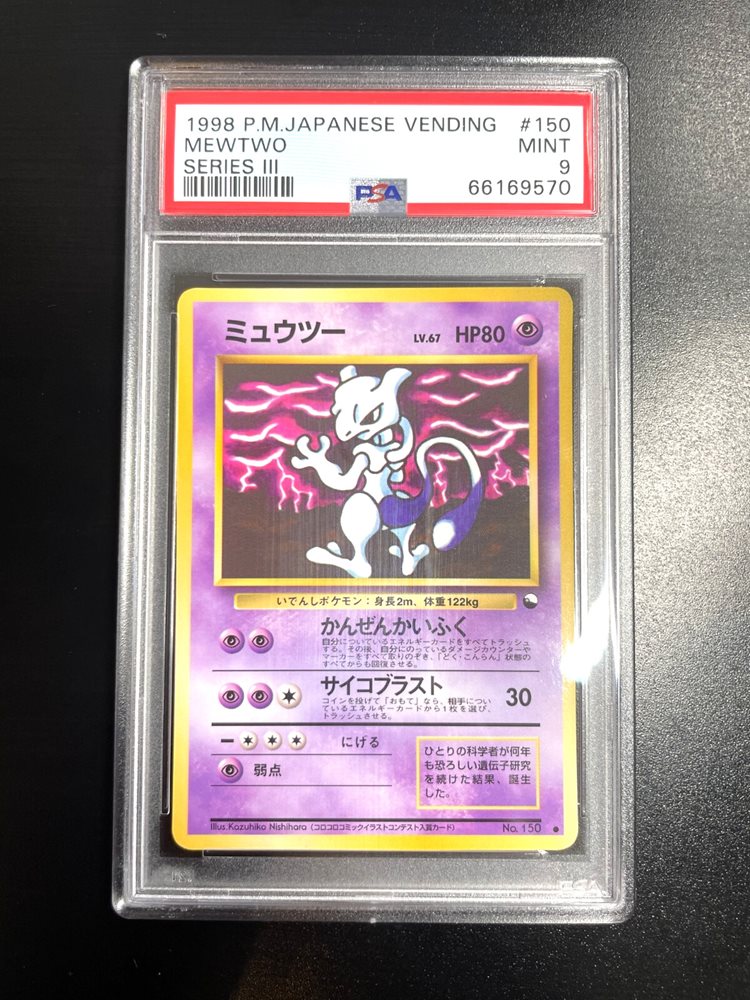 1998 P.M.JAPANESE VENDING #150
MEWTWO MINT
SERIES III 9
PSA 66169570
ミュウツー LV.67 HP80
いでんしポケモン：身長2m、体重122kg
かんぜんかいふく
自分についているエネルギーカードをすべてトラッシュ
する。その後、自分にのっているダメージカウンターや
マーカーをすべて取りのぞき、「どく・こんらん」状態の
すべてからも回復させる。
サイコブラスト 30
コインを投げて「おもて」なら、相手につい
ているエネルギーカードから1枚を選び、
トラッシュさせる。
ー にげる
弱点
ひとりの科学者が何年
も恐ろしい遺伝子研究
を続けた結果、誕生
した。
Illus.Kazuhiko Nishihara (コロコロコミックイラストコンテスト入賞カード) No.150 ●
PSA